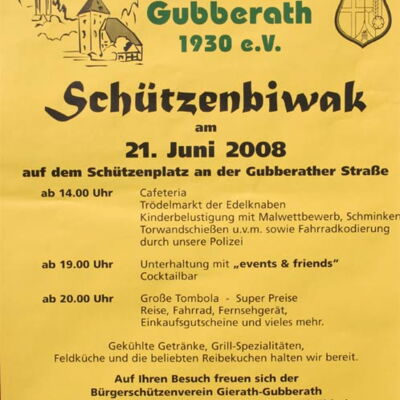 Gubberath
1930 e.V.
Schützenbiwak
am
21. Juni 2008
auf dem Schützenplatz an der Gubberather Straße
ab 14.00 Uhr Cafeteria
Trödelmarkt der Edelknaben
Kinderbelustigung mit Malwettbewerb, Schminken
Torwandschießen u.v.m. sowie Fahrradkodierung
durch unsere Polizei
ab 19.00 Uhr Unterhaltung mit „events & friends“
Cocktailbar
ab 20.00 Uhr Große Tombola - Super Preise
Reise, Fahrrad, Fernsehgerät,
Einkaufsgutscheine und vieles mehr.
Gekühlte Getränke, Grill-Spezialitäten,
Feldküche und die beliebten Reibekuchen halten wir bereit.
Auf Ihren Besuch freuen sich der
Bürgerschützenverein Gierath-Gubberath